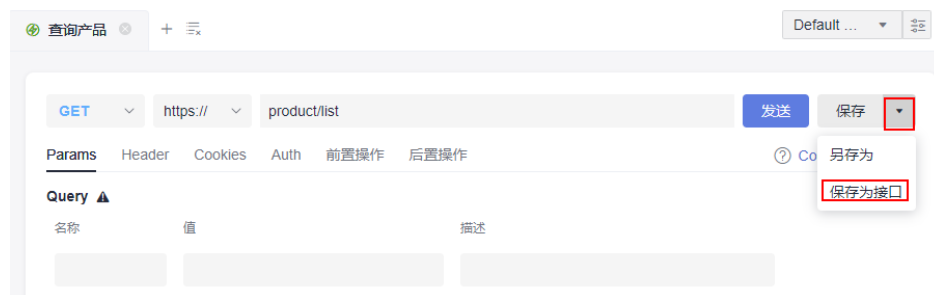 查询产品
Default ...
GET https:// product/list 发送 保存
Params Header Cookies Auth 前置操作 后置操作 Co
另存为
保存为接口
Query
名称 值 描述